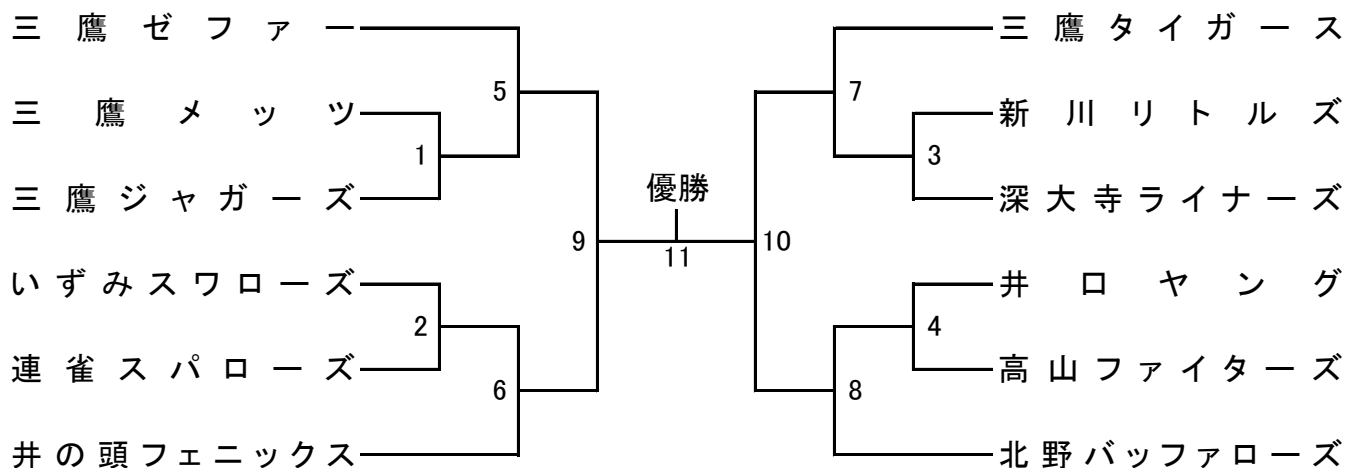 三鷹ゼファー
三鷹メッツ
三鷹ジャガーズ
いずみスワローズ
連雀スパローズ
井の頭フェニックス
1
2
5
6
9
優勝
11
10
7
8
3
4
三鷹タイガース
新川リトルズ
深大寺ライナーズ
井口ヤング
高山ファイターズ
北野バッファローズ